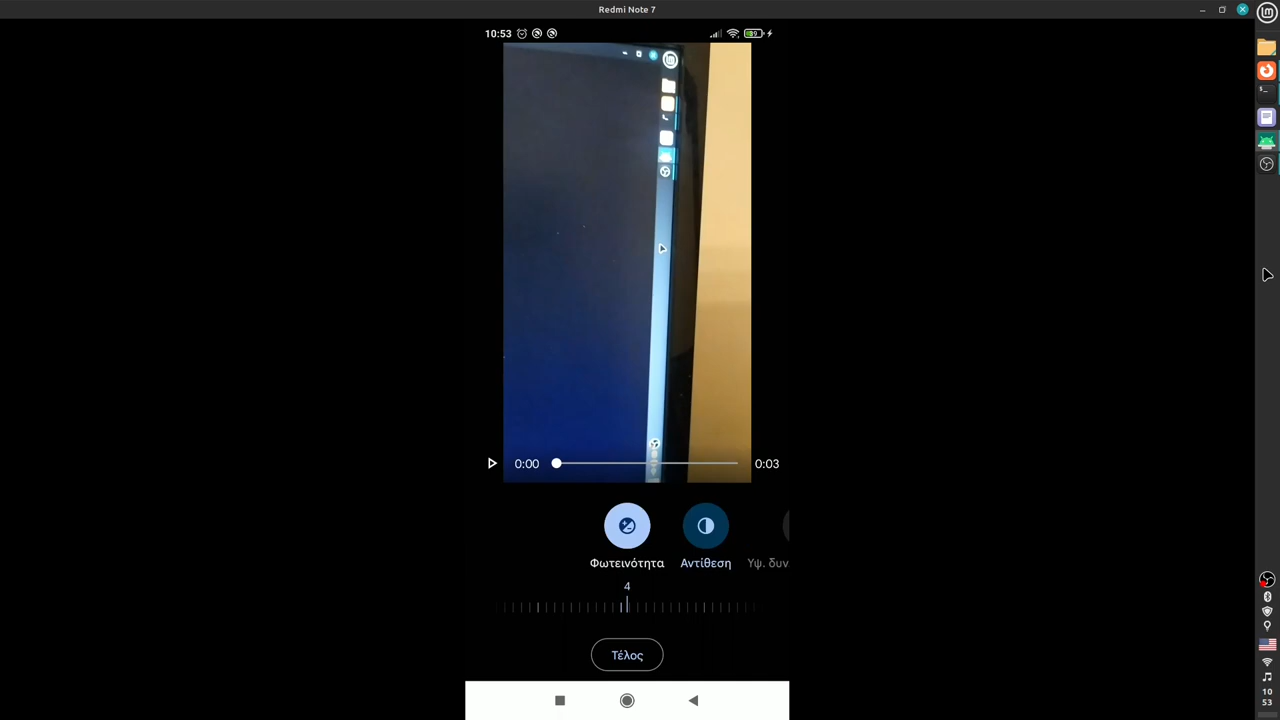 Redmi Note 7
10:53
0:00
0:03
Φωτεινότητα
Αντίθεση
Υψ. δυν
4
Τέλος
10
53